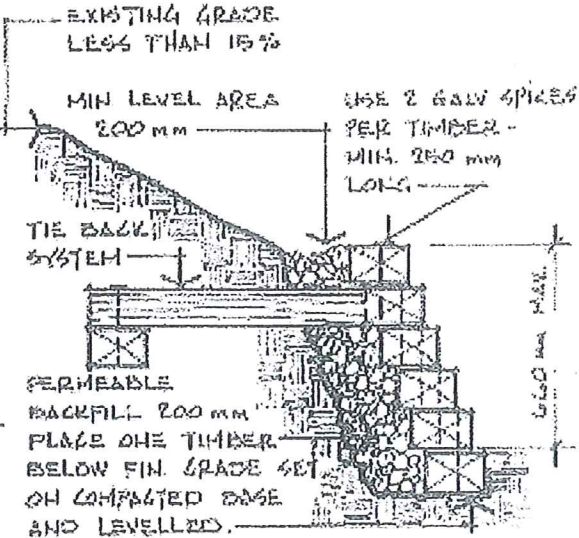 EXISTING GRADE
LESS THAN 15%
MIN LEVEL AREA
200 mm
USE 2 GALV SPIKES
PER TIMBER -
MIN. 250 mm
LONG
TIE BACK
SYSTEM
PERMEABLE
BACKFILL 200 mm
PLACE ONE TIMBER
BELOW FIN. GRADE SET
ON COMPACTED BASE
AND LEVELLED.
mm MAX.